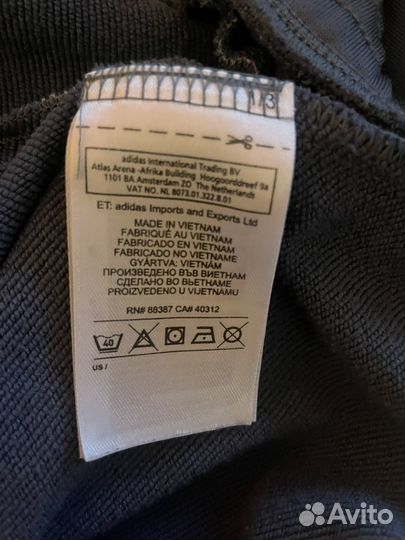 1/3
adidas International Trading BV
Atlas Arena -Afrika Building Hoogoorddreef 9a
1101 BA Amsterdam ZO The Netherlands
VAT NO. NL 8073.01.322.B.01
ET: adidas Imports and Exports Ltd
MADE IN VIETNAM
FABRIQUÉ AU VIETNAM
FABRICADO EN VIETNAM
FABRICADO NO VIETNAM
GYÁRTVA: VIETNÁM
ПРОИЗВЕДЕНО ВЪВ ВИЕТНАМ
СДЕЛАНО ВО ВЬЕТНАМЕ
PROIZVEDENO U VIJETNAMU
RN# 88387 CA# 40312
40
US /
Avito